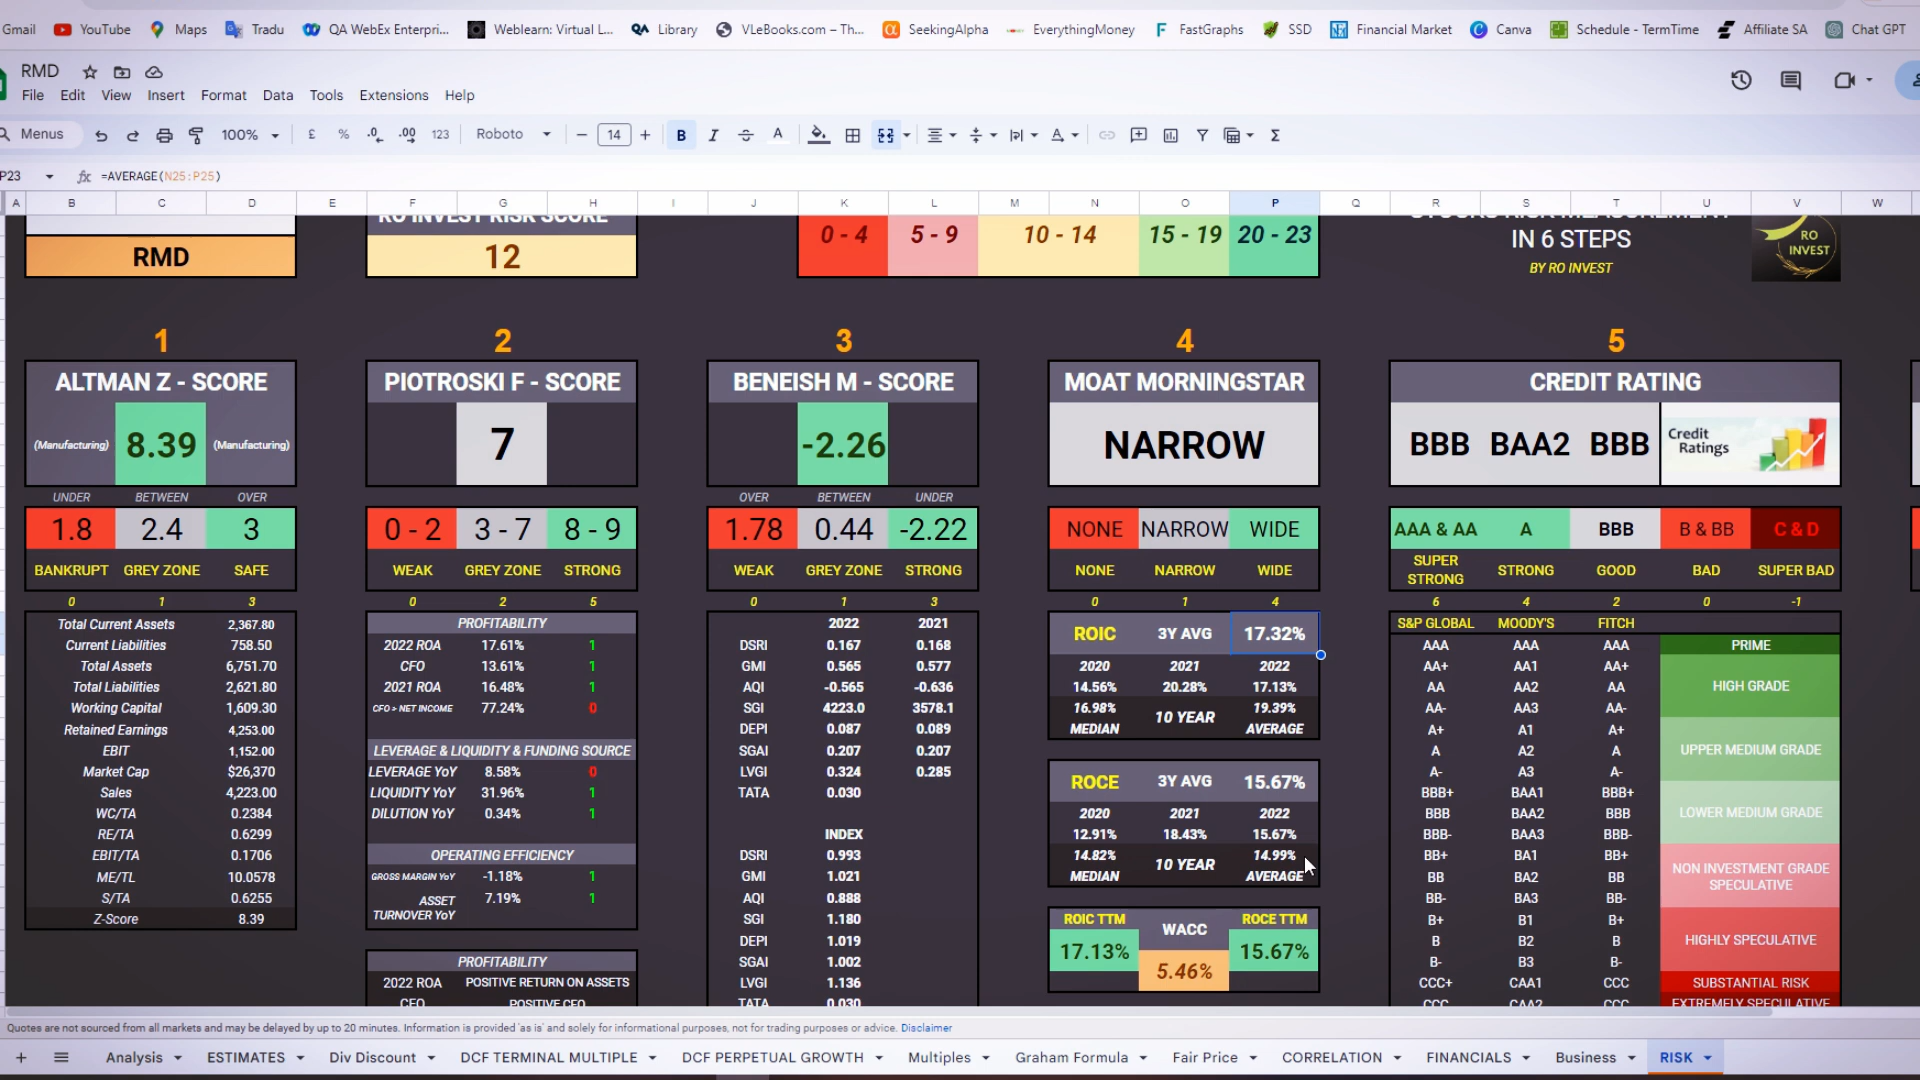 Gmail YouTube Maps Tradu QA WebEx Enterpri... Weblearn: Virtual L... QA Library VLeBooks.com – Th... SeekingAlpha EverythingMoney FastGraphs SSD Financial Market Canva Schedule - TermTime Affiliate SA Chat GPT
RMD
File Edit View Insert Format Data Tools Extensions Help
Menus 100% £ % .0 .00 123 Roboto − 14 + B I A
P23 fx =AVERAGE(N25:P25)
A B C D E F G H I J K L M N O P Q R S T U V W
RO INVEST RISK SCORE
STOCKS RISK MEASUREMENT
0 - 4 5 - 9 10 - 14 15 - 19 20 - 23
IN 6 STEPS
RO INVEST
RMD 12
BY RO INVEST
1 2 3 4 5
ALTMAN Z - SCORE PIOTROSKI F - SCORE BENEISH M - SCORE MOAT MORNINGSTAR CREDIT RATING
(Manufacturing) 8.39 (Manufacturing) 7 -2.26 NARROW BBB BAA2 BBB Credit Ratings
UNDER BETWEEN OVER OVER BETWEEN UNDER
1.8 2.4 3 0 - 2 3 - 7 8 - 9 1.78 0.44 -2.22 NONE NARROW WIDE AAA & AA A BBB B & BB C & D
BANKRUPT GREY ZONE SAFE WEAK GREY ZONE STRONG WEAK GREY ZONE STRONG NONE NARROW WIDE SUPER STRONG STRONG GOOD BAD SUPER BAD
0 1 3 0 2 5 0 1 3 0 1 4 6 4 2 0 -1
Total Current Assets 2,367.80
Current Liabilities 758.50
Total Assets 6,751.70
Total Liabilities 2,621.80
Working Capital 1,609.30
Retained Earnings 4,253.00
EBIT 1,152.00
Market Cap $26,370
Sales 4,223.00
WC/TA 0.2384
RE/TA 0.6299
EBIT/TA 0.1706
ME/TL 10.0578
S/TA 0.6255
Z-Score 8.39
PROFITABILITY
2022 ROA 17.61% 1
CFO 13.61% 1
2021 ROA 16.48% 1
CFO > NET INCOME 77.24% 0
LEVERAGE & LIQUIDITY & FUNDING SOURCE
LEVERAGE YoY 8.58% 0
LIQUIDITY YoY 31.96% 1
DILUTION YoY 0.34% 1
OPERATING EFFICIENCY
GROSS MARGIN YoY -1.18% 1
ASSET TURNOVER YoY 7.19% 1
PROFITABILITY
2022 ROA POSITIVE RETURN ON ASSETS
CFO POSITIVE CFO
2022 2021
DSRI 0.167 0.168
GMI 0.565 0.577
AQI -0.565 -0.636
SGI 4223.0 3578.1
DEPI 0.087 0.089
SGAI 0.207 0.207
LVGI 0.324 0.285
TATA 0.030
INDEX
DSRI 0.993
GMI 1.021
AQI 0.888
SGI 1.180
DEPI 1.019
SGAI 1.002
LVGI 1.136
TATA 0.030
ROIC 3Y AVG 17.32%
2020 2021 2022
14.56% 20.28% 17.13%
16.98% 10 YEAR 19.39%
MEDIAN AVERAGE
ROCE 3Y AVG 15.67%
2020 2021 2022
12.91% 18.43% 15.67%
14.82% 10 YEAR 14.99%
MEDIAN AVERAGE
ROIC TTM WACC ROCE TTM
17.13% 5.46% 15.67%
S&P GLOBAL MOODY'S FITCH
AAA AAA AAA PRIME
AA+ AA1 AA+
AA AA2 AA HIGH GRADE
AA- AA3 AA-
A+ A1 A+
A A2 A UPPER MEDIUM GRADE
A- A3 A-
BBB+ BAA1 BBB+
BBB BAA2 BBB LOWER MEDIUM GRADE
BBB- BAA3 BBB-
BB+ BA1 BB+ NON INVESTMENT GRADE
BB BA2 BB SPECULATIVE
BB- BA3 BB-
B+ B1 B+
B B2 B HIGHLY SPECULATIVE
B- B3 B-
CCC+ CAA1 CCC SUBSTANTIAL RISK
CCC CAA2 CCC EXTREMELY SPECULATIVE
Quotes are not sourced from all markets and may be delayed by up to 20 minutes. Information is provided 'as is' and solely for informational purposes, not for trading purposes or advice. Disclaimer
Analysis ESTIMATES Div Discount DCF TERMINAL MULTIPLE DCF PERPETUAL GROWTH Multiples Graham Formula Fair Price CORRELATION FINANCIALS Business RISK